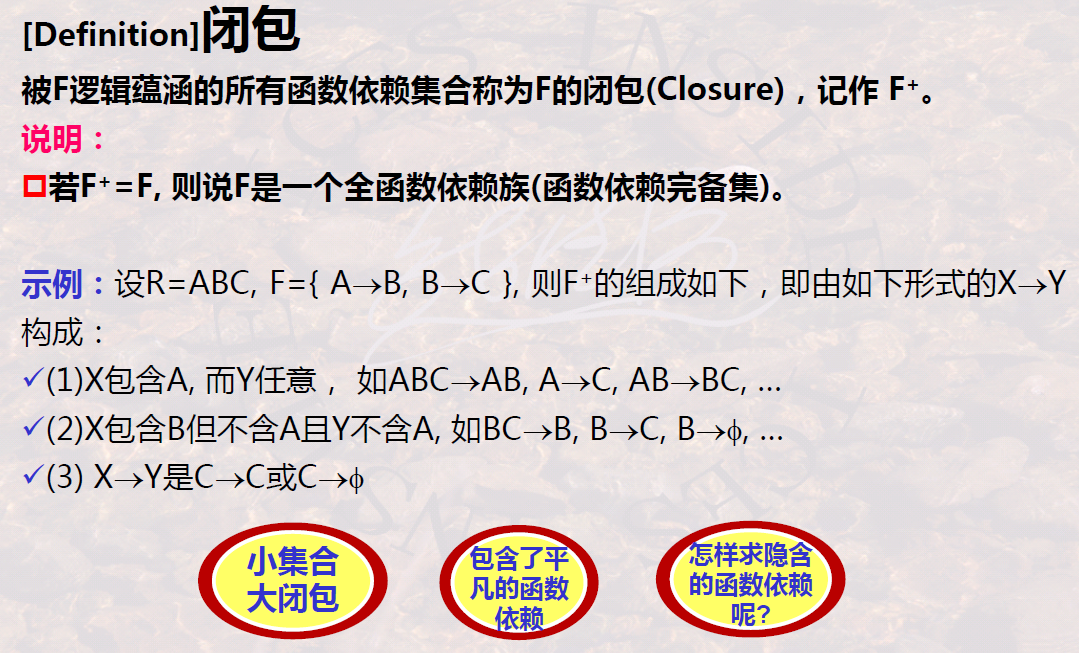 [Definition]闭包
被F逻辑蕴涵的所有函数依赖集合称为F的闭包(Closure)，记作 F⁺。
说明：
若F⁺=F, 则说F是一个全函数依赖族(函数依赖完备集)。
示例：设R=ABC, F={ A→B, B→C }, 则F⁺的组成如下，即由如下形式的X→Y
构成：
✓(1)X包含A, 而Y任意， 如ABC→AB, A→C, AB→BC, ...
✓(2)X包含B但不含A且Y不含A, 如BC→B, B→C, B→ϕ, ...
✓(3) X→Y是C→C或C→ϕ
小集合
大闭包
包含了平
凡的函数
依赖
怎样求隐含
的函数依赖
呢?